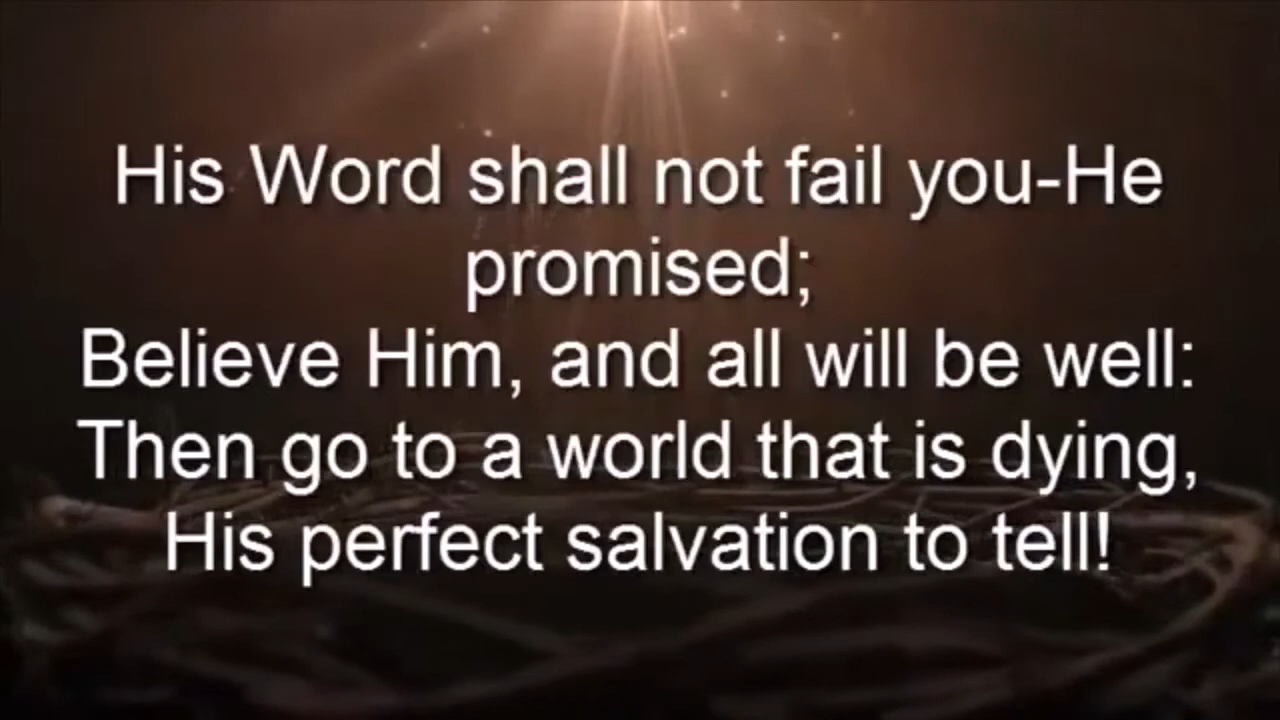 His Word shall not fail you-He
promised;
Believe Him, and all will be well:
Then go to a world that is dying,
His perfect salvation to tell!